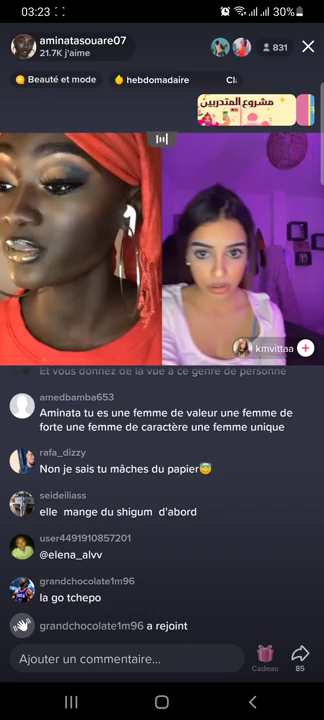 03:23
30%
aminatasouare07
21.7K j'aime
831
Beauté et mode
hebdomadaire
Cl
مشروع المتدربين
kmvittaa
Et vous donnez de la vue à ce genre de personne
amedbamba653
Aminata tu es une femme de valeur une femme de
forte une femme de caractère une femme unique
rafa_dizzy
Non je sais tu mâches du papier😇
seideiliass
elle mange du shigum d'abord
user4491910857201
@elena_alvv
grandchocolate1m96
la go tchepo
grandchocolate1m96 a rejoint
Ajouter un commentaire...
Cadeau
85